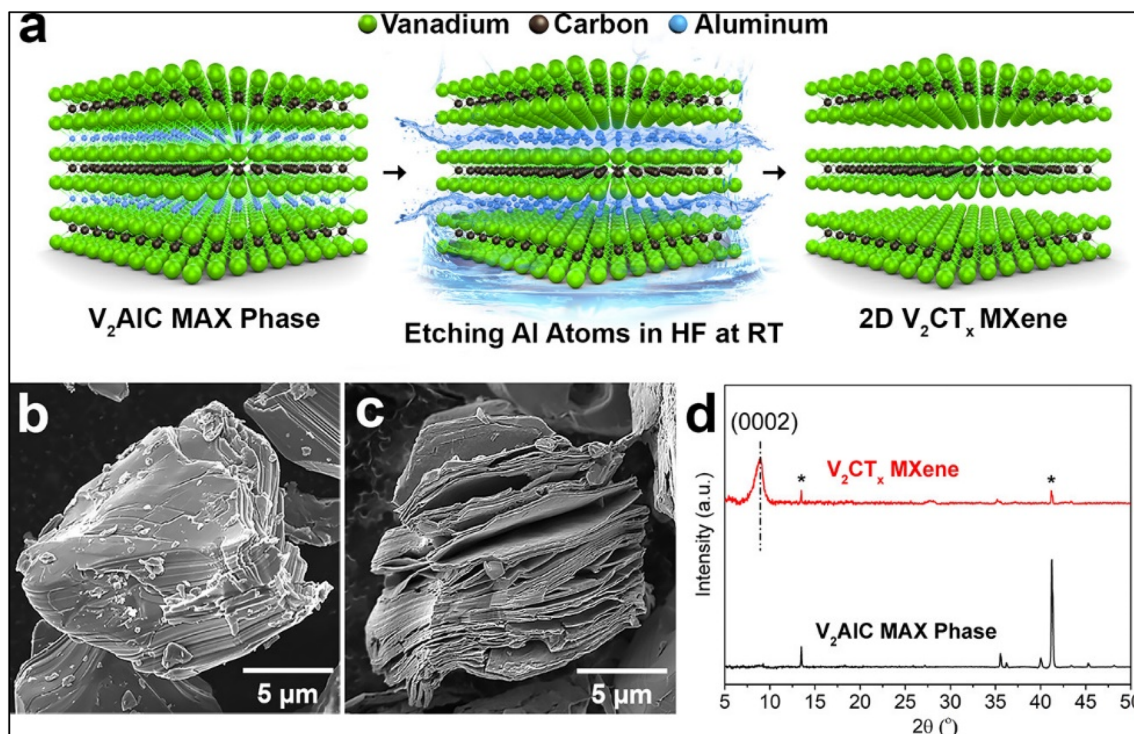 a
Vanadium Carbon Aluminum
V₂AlC MAX Phase
Etching Al Atoms in HF at RT
2D V₂CTₓ MXene
b
5 µm
c
5 µm
d
(0002)
V₂CTₓ MXene
*
*
V₂AlC MAX Phase
Intensity (a.u.)
5 10 15 20 25 30 35 40 45 50
2θ (°)